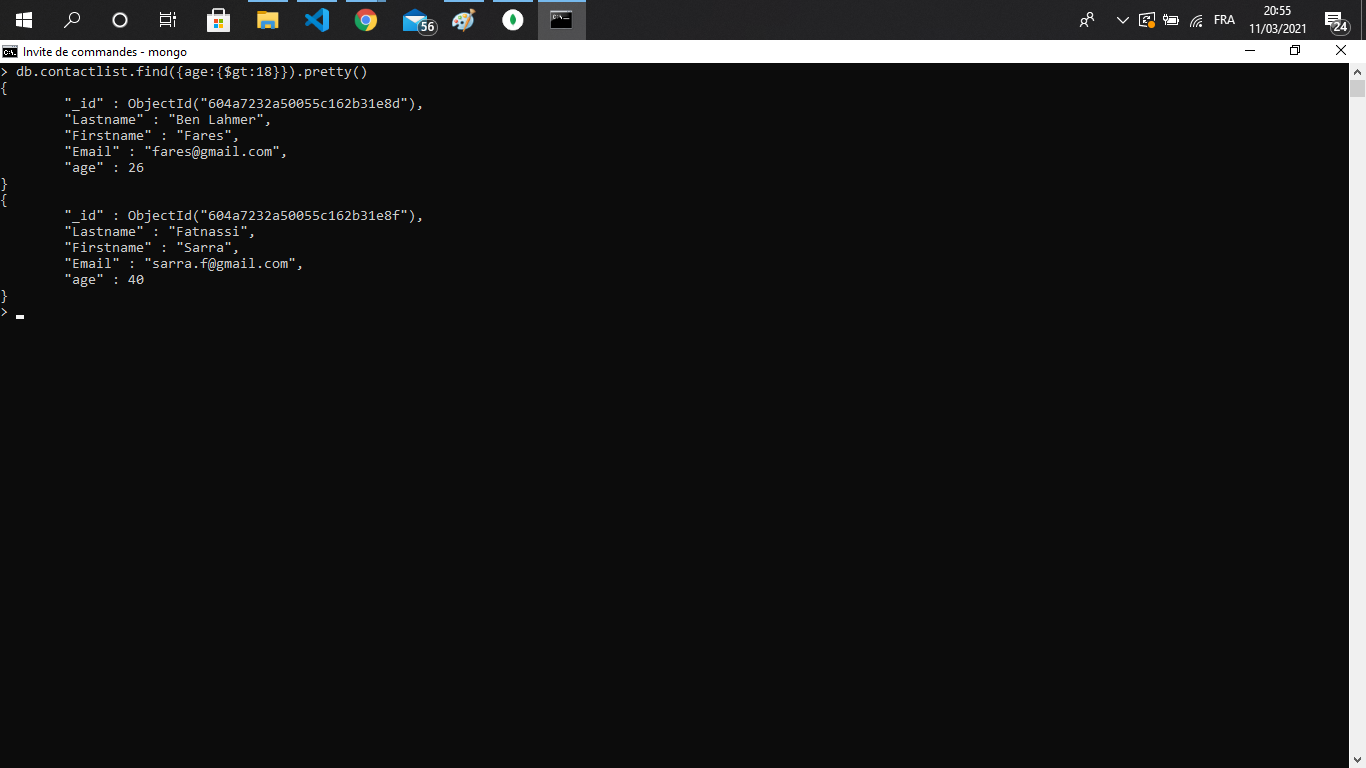 56
FRA
20:55
11/03/2021
24
Invite de commandes - mongo
> db.contactlist.find({age:{$gt:18}}).pretty()
{
"_id" : ObjectId("604a7232a50055c162b31e8d"),
"Lastname" : "Ben Lahmer",
"Firstname" : "Fares",
"Email" : "fares@gmail.com",
"age" : 26
}
{
"_id" : ObjectId("604a7232a50055c162b31e8f"),
"Lastname" : "Fatnassi",
"Firstname" : "Sarra",
"Email" : "sarra.f@gmail.com",
"age" : 40
}
>